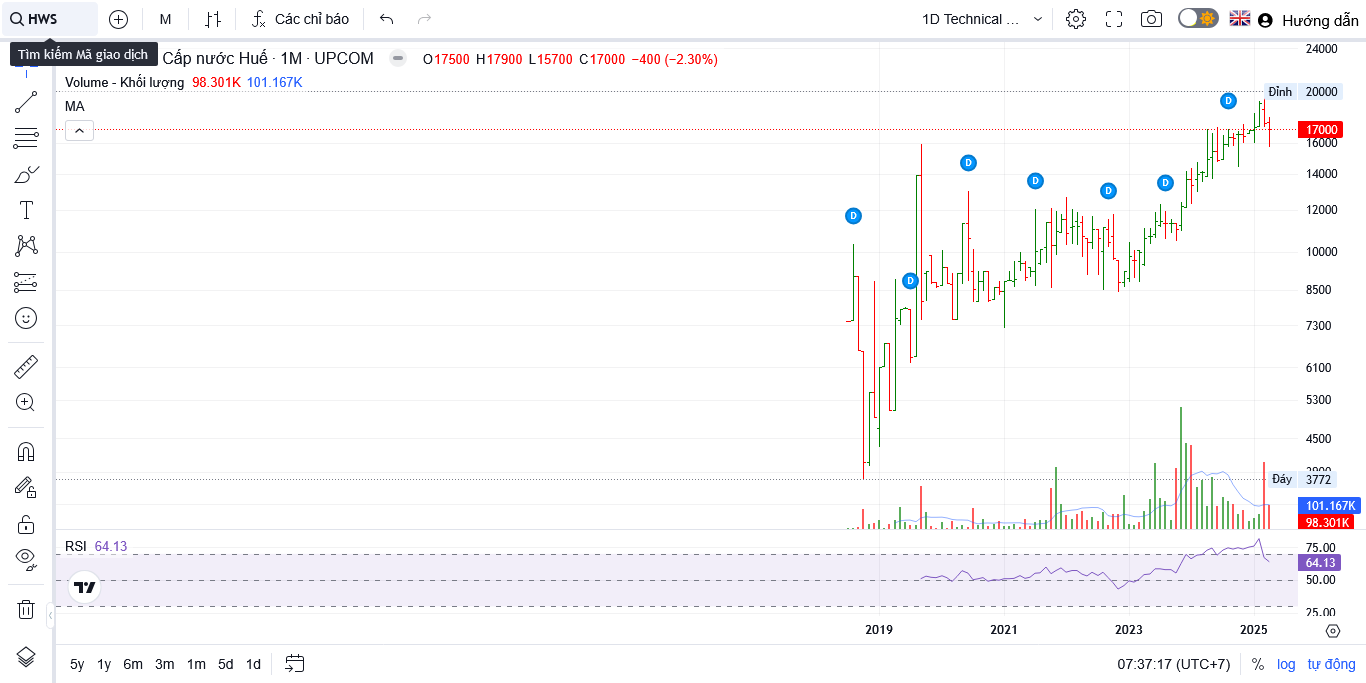 HWS M Các chỉ báo 1D Technical ... Hướng dẫn
Tìm kiếm Mã giao dịch
Cấp nước Huế · 1M · UPCOM O17500 H17900 L15700 C17000 −400 (−2.30%)
Volume - Khối lượng 98.301K 101.167K
MA
24000
Đỉnh 20000
17000
16000
14000
12000
10000
8500
7300
6100
5300
4500
3900
Đáy 3772
101.167K
98.301K
D
D
D
D
D
D
D
RSI 64.13
75.00
64.13
50.00
25.00
2019 2021 2023 2025
5y 1y 6m 3m 1m 5d 1d 07:37:17 (UTC+7) % log tự động